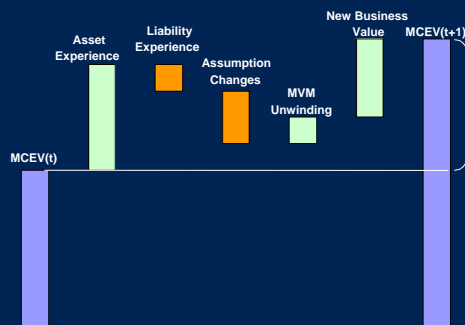 MCEV(t)
Asset
Experience
Liability
Experience
Assumption
Changes
MVM
Unwinding
New Business
Value
MCEV(t+1)